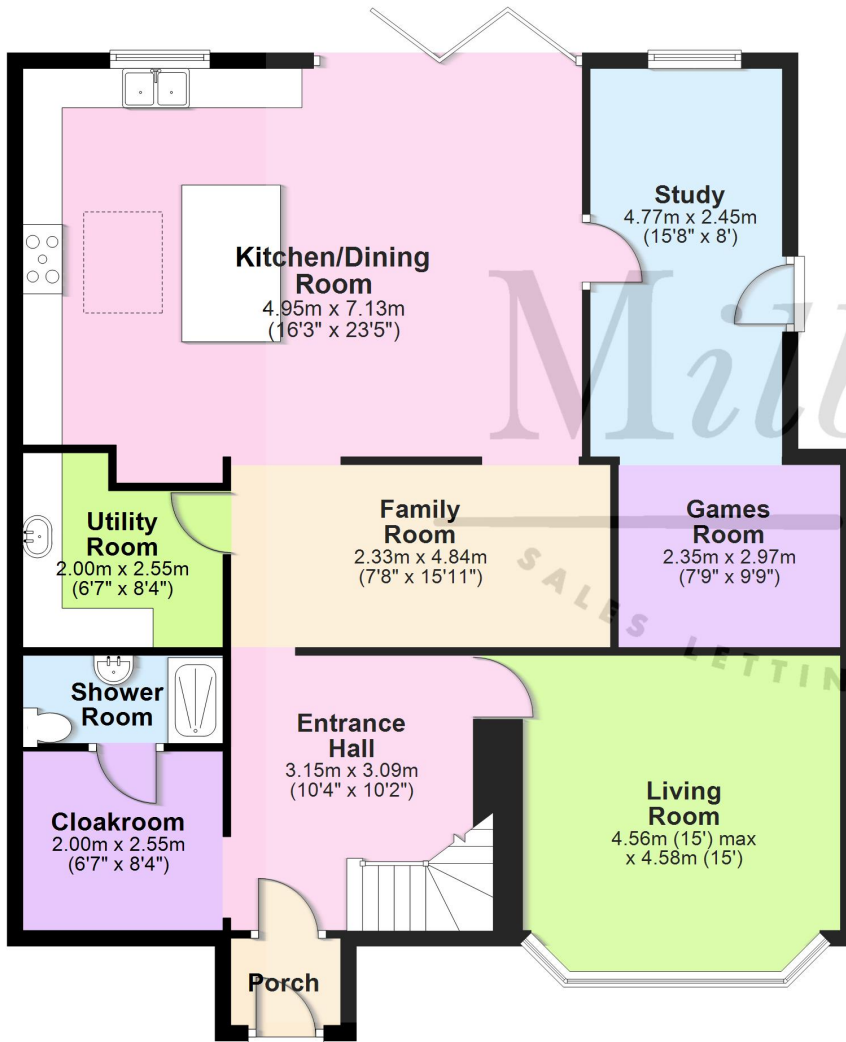 Kitchen/Dining
Room
4.95m x 7.13m
(16'3" x 23'5")
Study
4.77m x 2.45m
(15'8" x 8')
Utility
Room
2.00m x 2.55m
(6'7" x 8'4")
Family
Room
2.33m x 4.84m
(7'8" x 15'11")
Games
Room
2.35m x 2.97m
(7'9" x 9'9")
Shower
Room
Entrance
Hall
3.15m x 3.09m
(10'4" x 10'2")
Cloakroom
2.00m x 2.55m
(6'7" x 8'4")
Living
Room
4.56m (15') max
x 4.58m (15')
Porch
Mill
SALES LETTIN